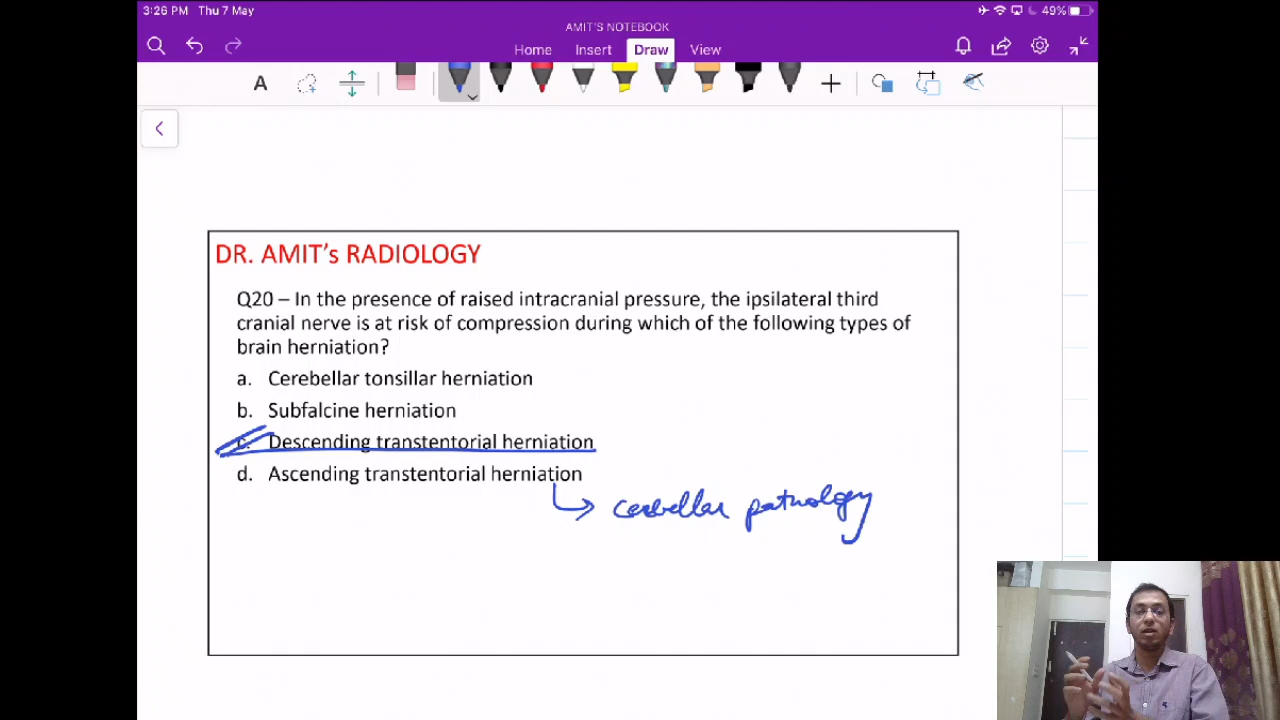 3:26 PM Thu 7 May
49%
AMIT'S NOTEBOOK
Home Insert Draw View
A
DR. AMIT's RADIOLOGY
Q20 – In the presence of raised intracranial pressure, the ipsilateral third
cranial nerve is at risk of compression during which of the following types of
brain herniation?
a. Cerebellar tonsillar herniation
b. Subfalcine herniation
c. Descending transtentorial herniation
d. Ascending transtentorial herniation
cerebellar pathology